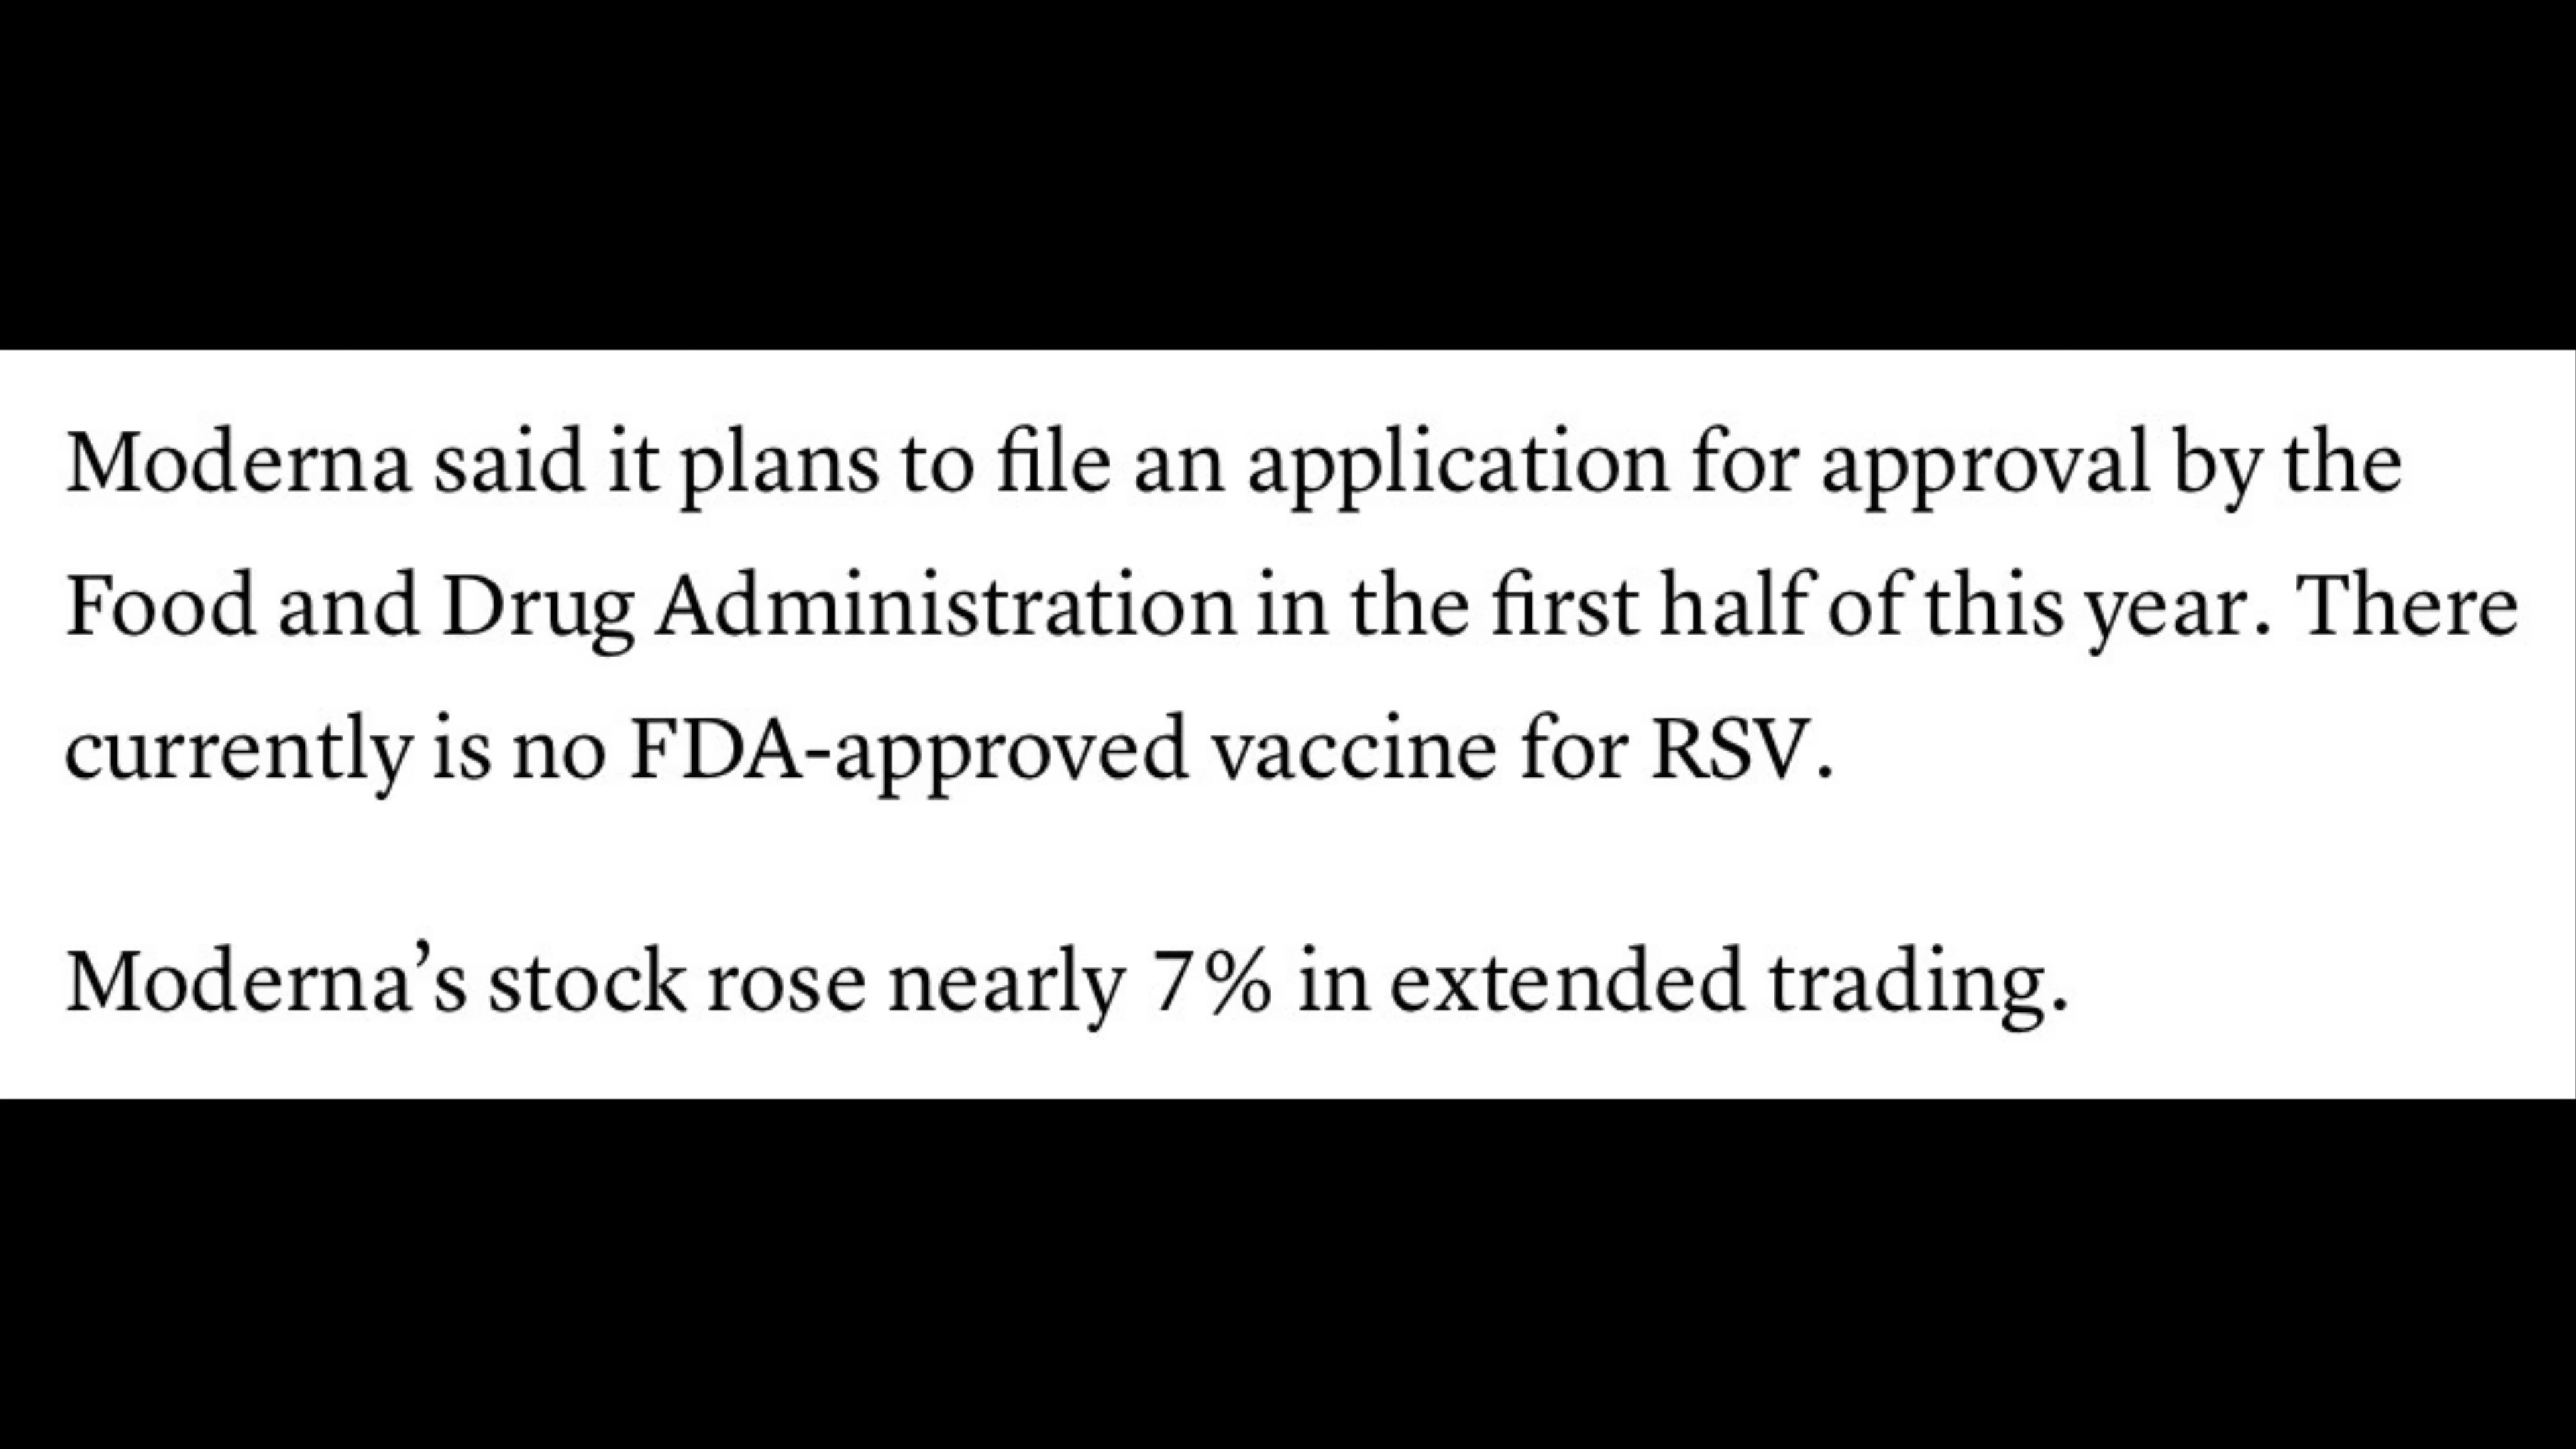 Moderna said it plans to file an application for approval by the
Food and Drug Administration in the first half of this year. There
currently is no FDA-approved vaccine for RSV.
Moderna’s stock rose nearly 7% in extended trading.